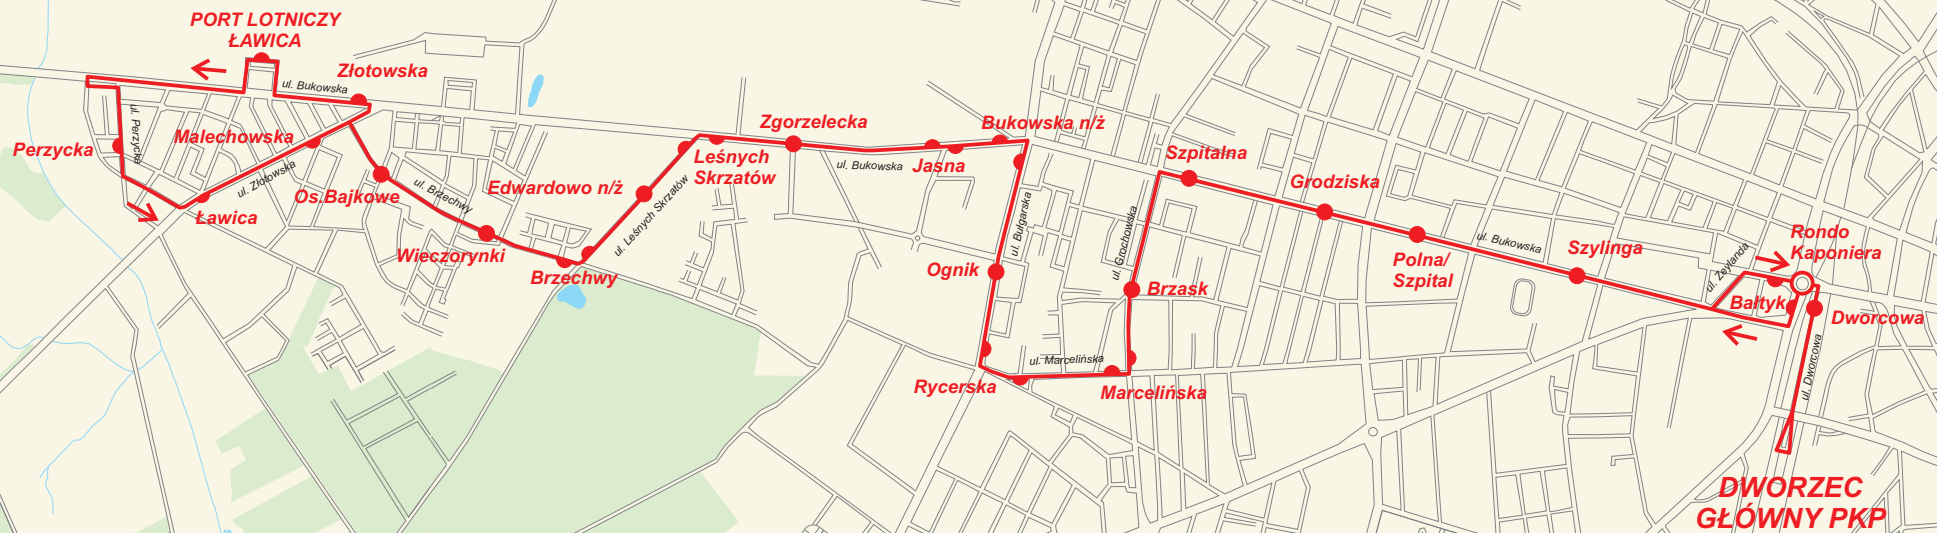 PORT LOTNICZY
ŁAWICA
Złotowska
ul. Bukowska
Perzycka
ul. Perzycka
Malechowska
ul. Złotowska
Ławica
Os.Bajkowe
ul. Brzechwy
Wieczorynki
Edwardowo n/ż
Brzechwy
ul. Leśnych Skrzatów
Leśnych
Skrzatów
Zgorzelecka
ul. Bukowska
Jasna
Bukowska n/ż
ul. Bułgarska
Ognik
Rycerska
ul. Marcelińska
Marcelińska
Brzask
ul. Grochowska
Szpitalna
Grodziska
Polna/
Szpital
ul. Bukowska
Szylinga
ul. Zeylanda
Rondo
Kaponiera
Bałtyk
Dworcowa
ul. Dworcowa
DWORZEC
GŁÓWNY PKP